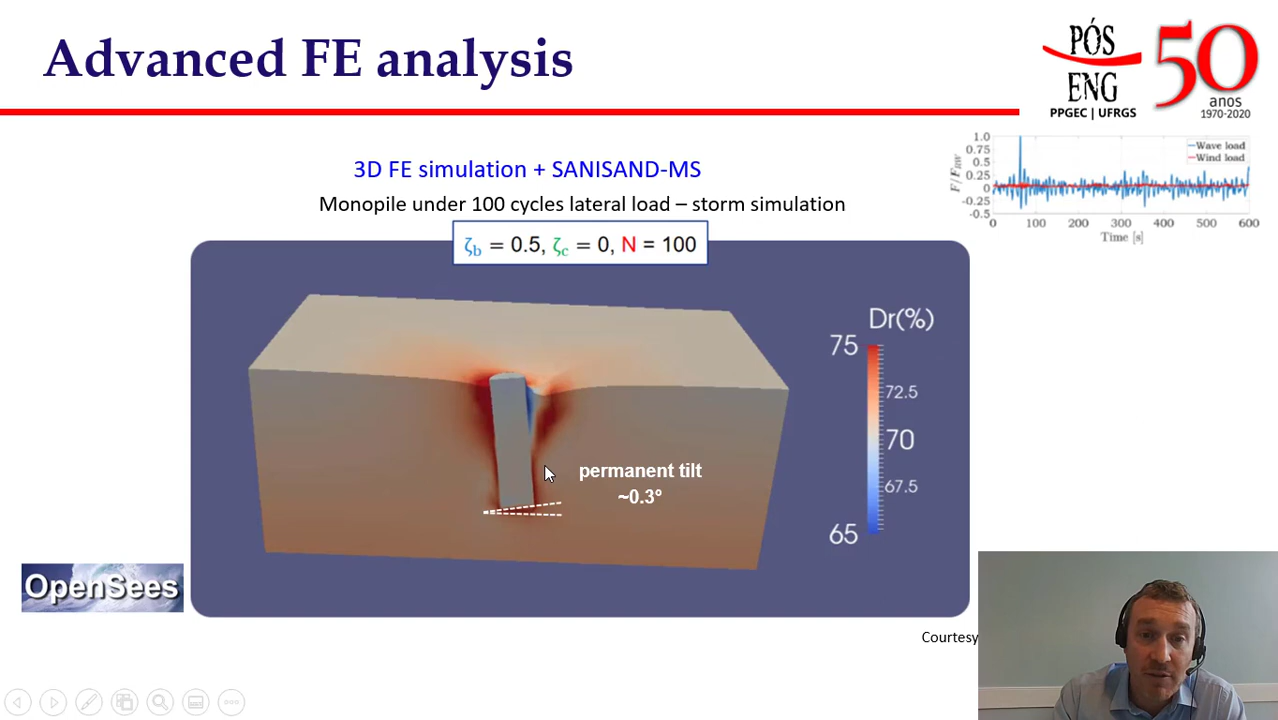 Advanced FE analysis
PÓS
ENG
PPGEC | UFRGS
50
anos
1970-2020
3D FE simulation + SANISAND-MS
Monopile under 100 cycles lateral load – storm simulation
ζb = 0.5, ζc = 0, N = 100
F/FRW
1.0
0.75
0.5
0.25
0
-0.25
-0.5
Wave load
Wind load
0 100 200 300 400 500 600
Time [s]
Dr(%)
75
72.5
70
67.5
65
permanent tilt
~0.3°
OpenSees
Courtesy